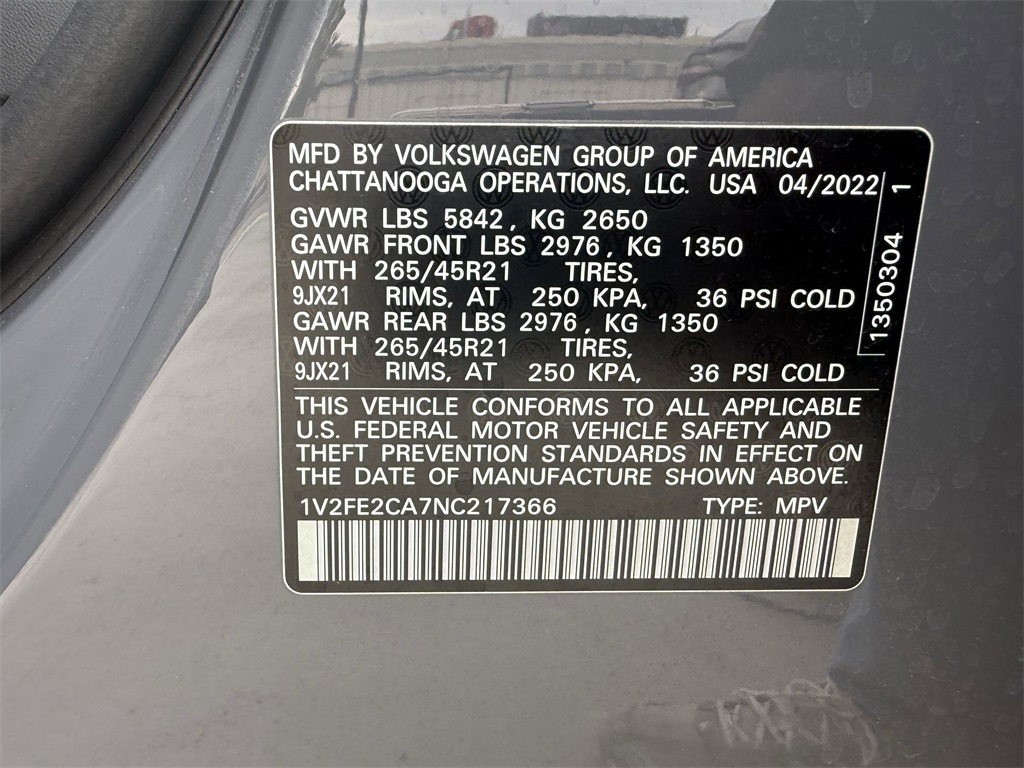 MFD BY VOLKSWAGEN GROUP OF AMERICA
CHATTANOOGA OPERATIONS, LLC. USA 04/2022
GVWR LBS 5842, KG 2650
GAWR FRONT LBS 2976, KG 1350
WITH 265/45R21 TIRES,
9JX21 RIMS, AT 250 KPA, 36 PSI COLD
GAWR REAR LBS 2976, KG 1350
WITH 265/45R21 TIRES,
9JX21 RIMS, AT 250 KPA, 36 PSI COLD
1350304 1
THIS VEHICLE CONFORMS TO ALL APPLICABLE
U.S. FEDERAL MOTOR VEHICLE SAFETY AND
THEFT PREVENTION STANDARDS IN EFFECT ON
THE DATE OF MANUFACTURE SHOWN ABOVE.
1V2FE2CA7NC217366 TYPE: MPV